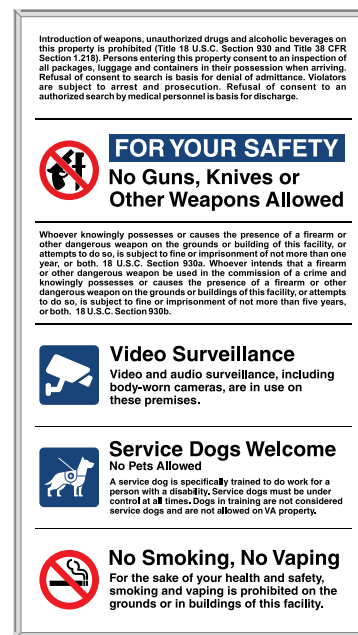 Introduction of weapons, unauthorized drugs and alcoholic beverages on
this property is prohibited (Title 18 U.S.C. Section 930 and Title 38 CFR
Section 1.218). Persons entering this property consent to an inspection of
all packages, luggage and containers in their possession when arriving.
Refusal of consent to search is basis for denial of admittance. Violators
are subject to arrest and prosecution. Refusal of consent to an
authorized search by medical personnel is basis for discharge.
FOR YOUR SAFETY
No Guns, Knives or
Other Weapons Allowed
Whoever knowingly possesses or causes the presence of a firearm or
other dangerous weapon on the grounds or building of this facility, or
attempts to do so, is subject to fine or imprisonment of not more than one
year, or both. 18 U.S.C. Section 930a. Whoever intends that a firearm
or other dangerous weapon be used in the commission of a crime and
knowingly possesses or causes the presence of a firearm or other
dangerous weapon on the grounds or buildings of this facility, or attempts
to do so, is subject to fine or imprisonment of not more than five years,
or both. 18 U.S.C. Section 930b.
Video Surveillance
Video and audio surveillance, including
body-worn cameras, are in use on
these premises.
Service Dogs Welcome
No Pets Allowed
A service dog is specifically trained to do work for a
person with a disability. Service dogs must be under
control at all times. Dogs in training are not considered
service dogs and are not allowed on VA property.
No Smoking, No Vaping
For the sake of your health and safety,
smoking and vaping is prohibited on the
grounds or in buildings of this facility.